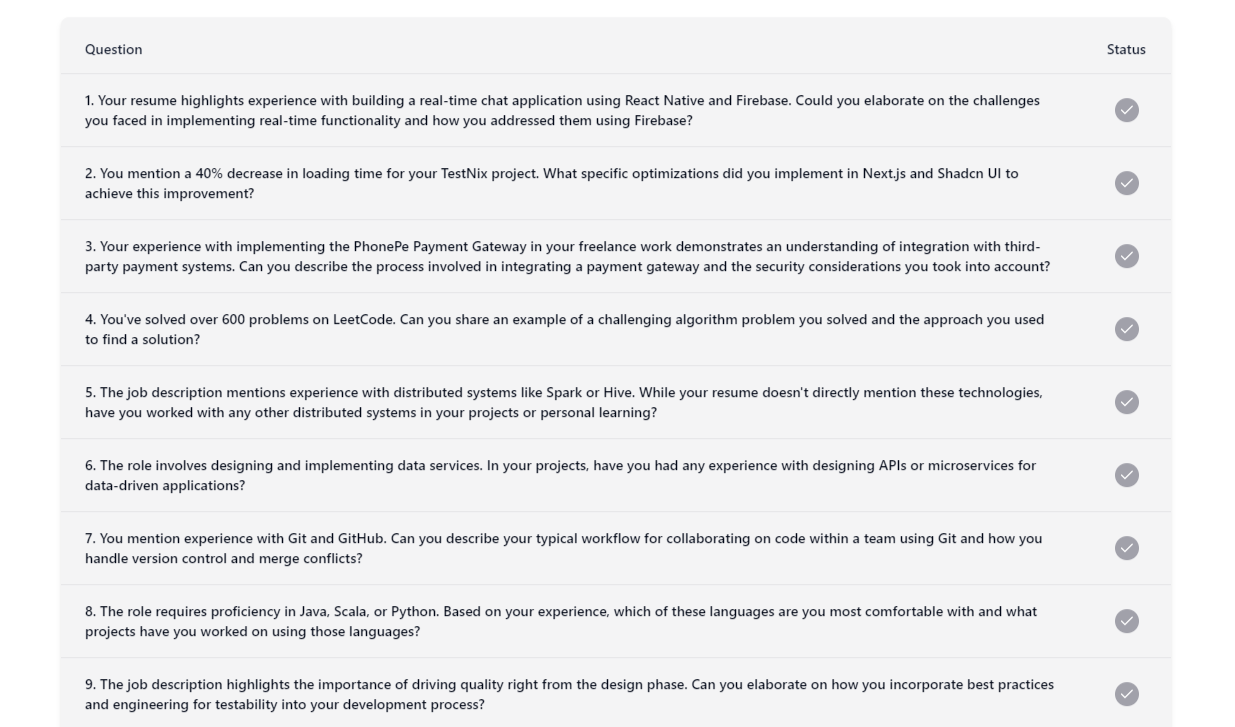 Question
Status
1. Your resume highlights experience with building a real-time chat application using React Native and Firebase. Could you elaborate on the challenges
you faced in implementing real-time functionality and how you addressed them using Firebase?
2. You mention a 40% decrease in loading time for your TestNix project. What specific optimizations did you implement in Next.js and Shadcn UI to
achieve this improvement?
3. Your experience with implementing the PhonePe Payment Gateway in your freelance work demonstrates an understanding of integration with third-
party payment systems. Can you describe the process involved in integrating a payment gateway and the security considerations you took into account?
4. You've solved over 600 problems on LeetCode. Can you share an example of a challenging algorithm problem you solved and the approach you used
to find a solution?
5. The job description mentions experience with distributed systems like Spark or Hive. While your resume doesn't directly mention these technologies,
have you worked with any other distributed systems in your projects or personal learning?
6. The role involves designing and implementing data services. In your projects, have you had any experience with designing APIs or microservices for
data-driven applications?
7. You mention experience with Git and GitHub. Can you describe your typical workflow for collaborating on code within a team using Git and how you
handle version control and merge conflicts?
8. The role requires proficiency in Java, Scala, or Python. Based on your experience, which of these languages are you most comfortable with and what
projects have you worked on using those languages?
9. The job description highlights the importance of driving quality right from the design phase. Can you elaborate on how you incorporate best practices
and engineering for testability into your development process?